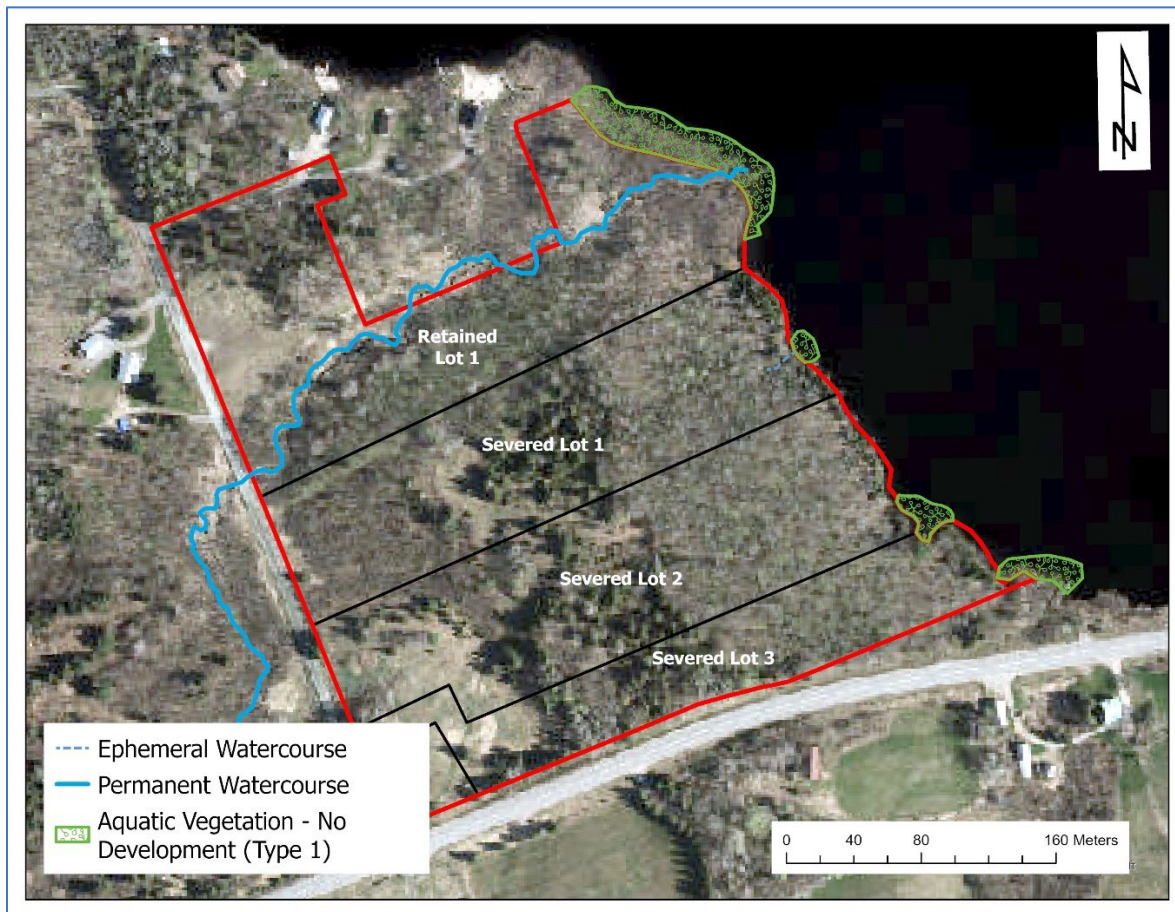 N
Retained
Lot 1
Severed Lot 1
Severed Lot 2
Severed Lot 3
Ephemeral Watercourse
Permanent Watercourse
Aquatic Vegetation - No
Development (Type 1)
0 40 80 160 Meters